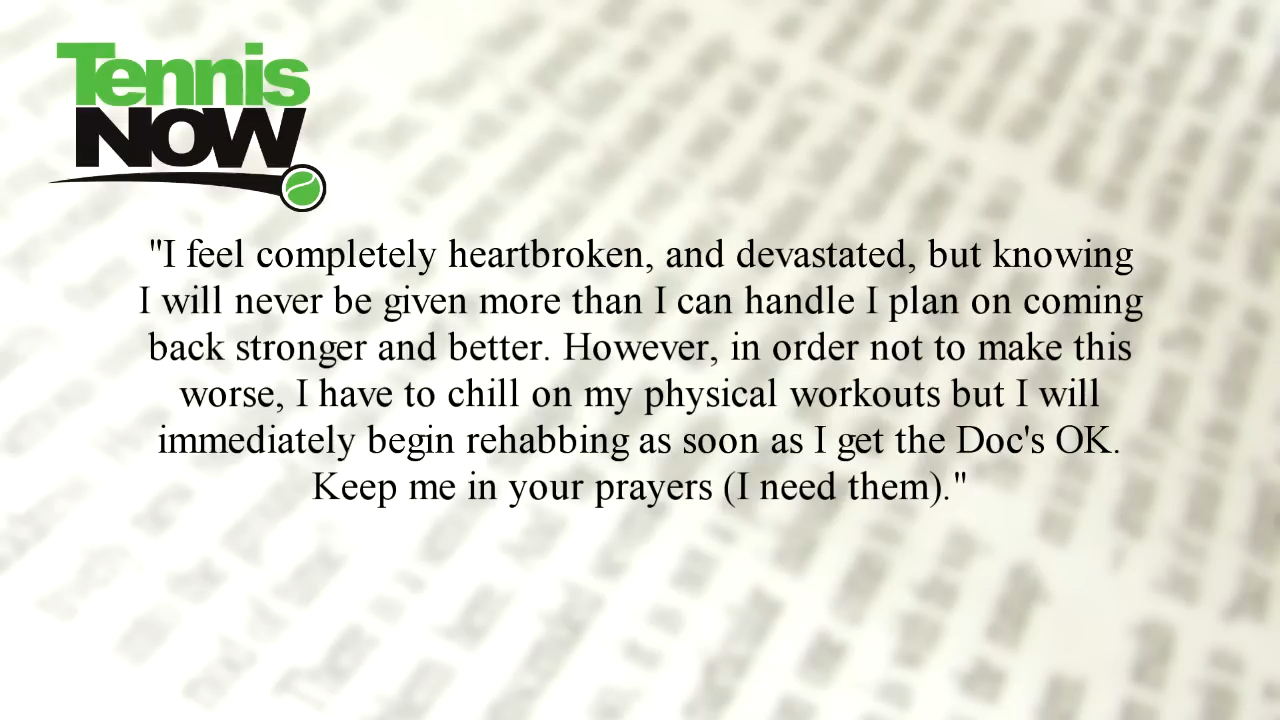 Tennis
NOW
"I feel completely heartbroken, and devastated, but knowing
I will never be given more than I can handle I plan on coming
back stronger and better. However, in order not to make this
worse, I have to chill on my physical workouts but I will
immediately begin rehabbing as soon as I get the Doc's OK.
Keep me in your prayers (I need them)."